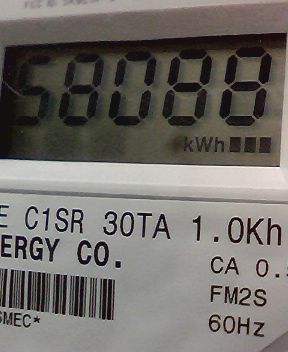 58088
kWh
E C1SR 30TA 1.0Kh
ERGY CO.
CA 0.
FM2S
SMEC*
60Hz